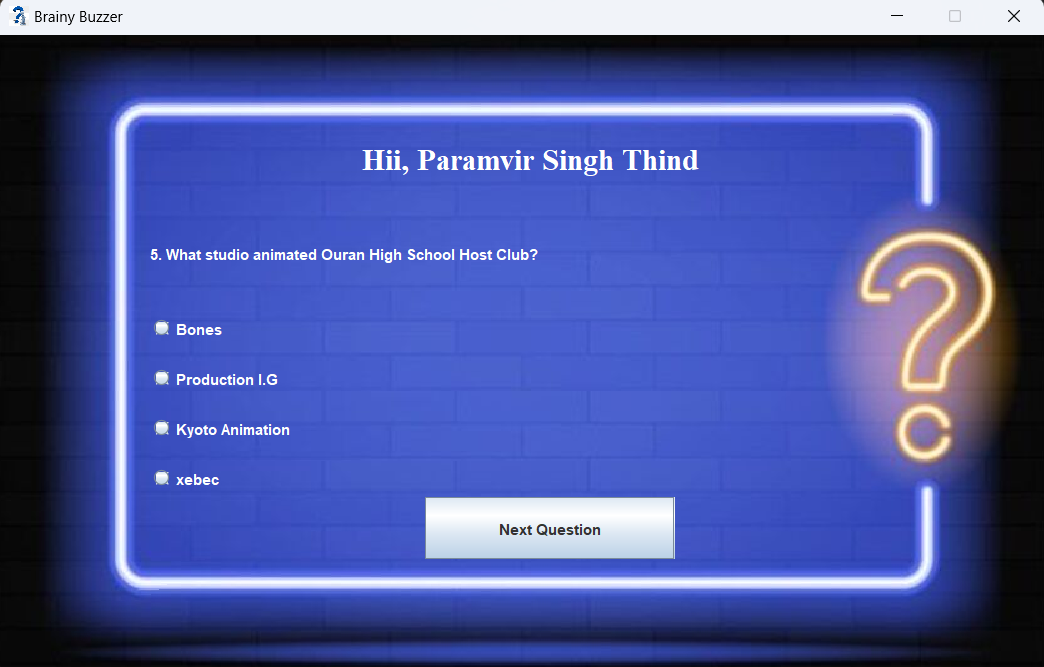 Brainy Buzzer
Hii, Paramvir Singh Thind
5. What studio animated Ouran High School Host Club?
Bones
Production I.G
Kyoto Animation
xebec
Next Question